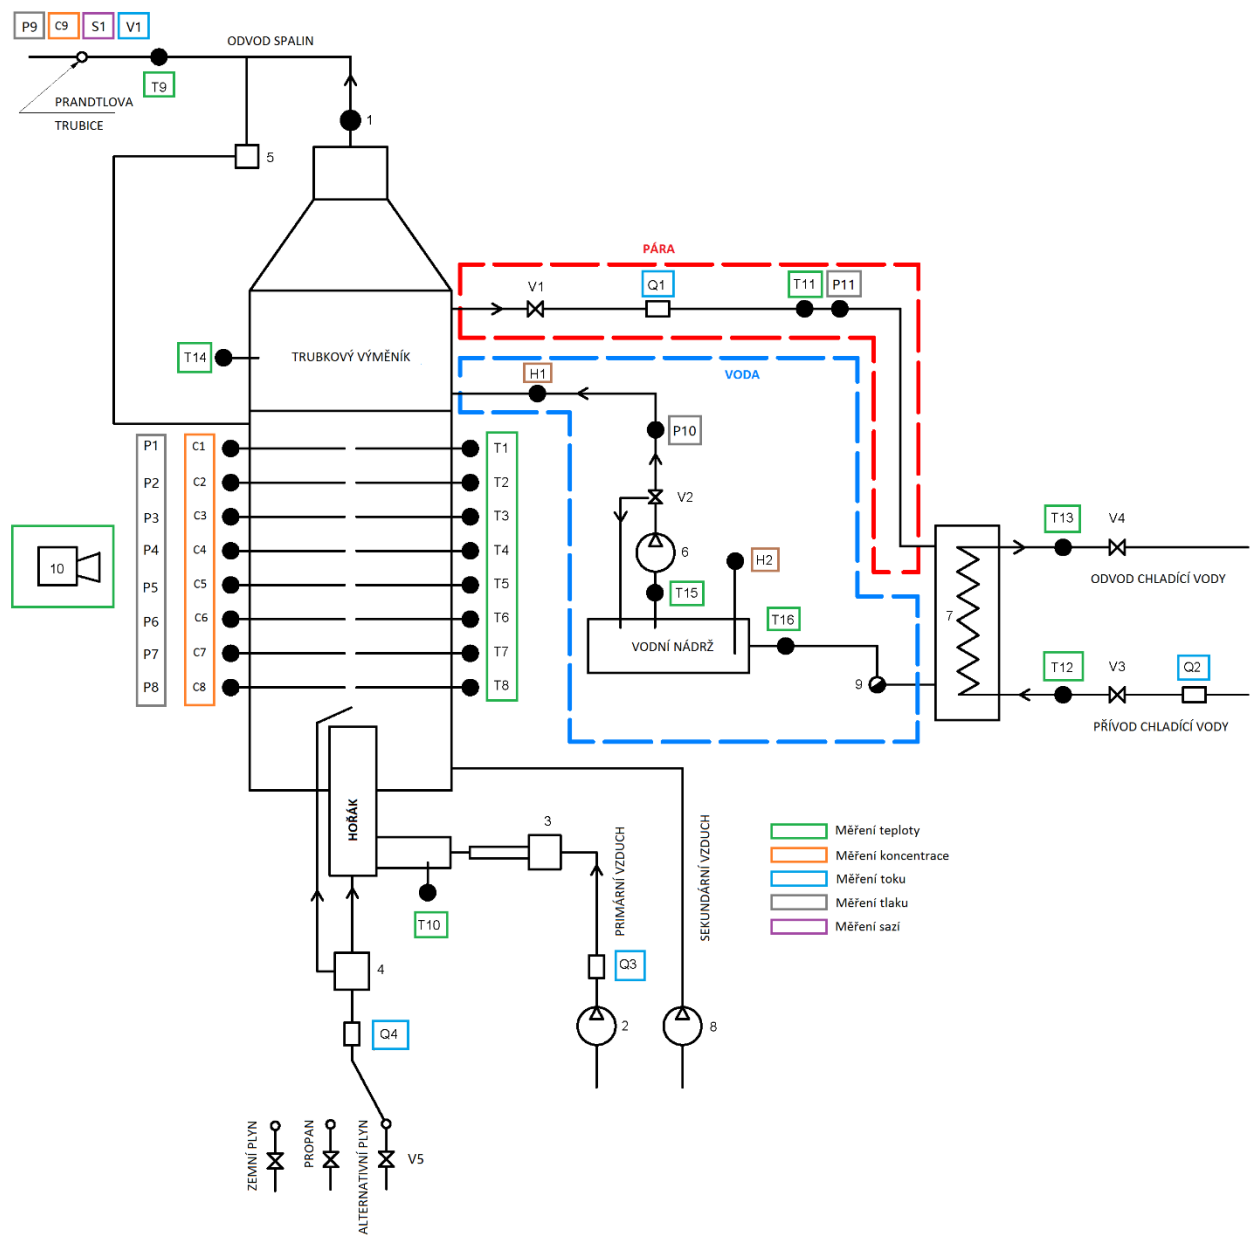 P9 C9 S1 V1
ODVOD SPALIN
T9
PRANDTLOVA
TRUBICE
1
5
PÁRA
V1
Q1
T11
P11
T14
TRUBKOVÝ VÝMĚNÍK
H1
VODA
P10
P1 C1 T1
P2 C2 T2
P3 C3 T3
P4 C4 T4
P5 C5 T5
P6 C6 T6
P7 C7 T7
P8 C8 T8
10
V2
6
H2
T15
T16
VODNÍ NÁDRŽ
9
7
T13
V4
ODVOD CHLADÍCÍ VODY
T12
V3
Q2
PŘÍVOD CHLADÍCÍ VODY
HOŘÁK
3
T10
PRIMÁRNÍ VZDUCH
SEKUNDÁRNÍ VZDUCH
Měření teploty
Měření koncentrace
Měření toku
Měření tlaku
Měření sazí
4
Q3
Q4
2
8
ZEMNÍ PLYN
PROPAN
ALTERNATIVNÍ PLYN
V5